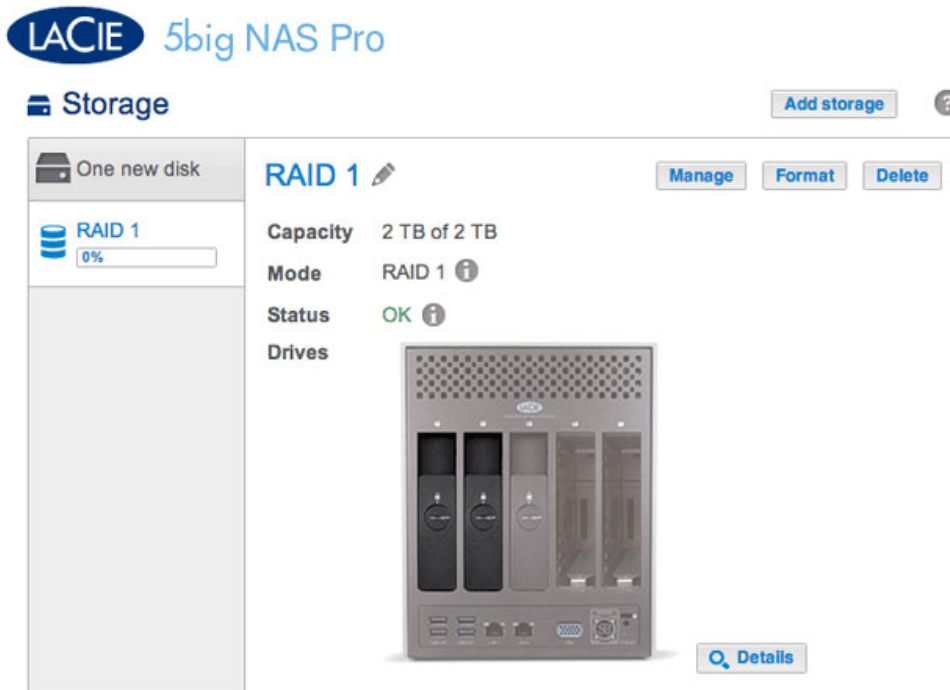 LACIE 5big NAS Pro
Storage
Add storage
?
One new disk
RAID 1
Manage
Format
Delete
RAID 1
0%
Capacity 2 TB of 2 TB
Mode RAID 1
Status OK
Drives
LACIE
Details